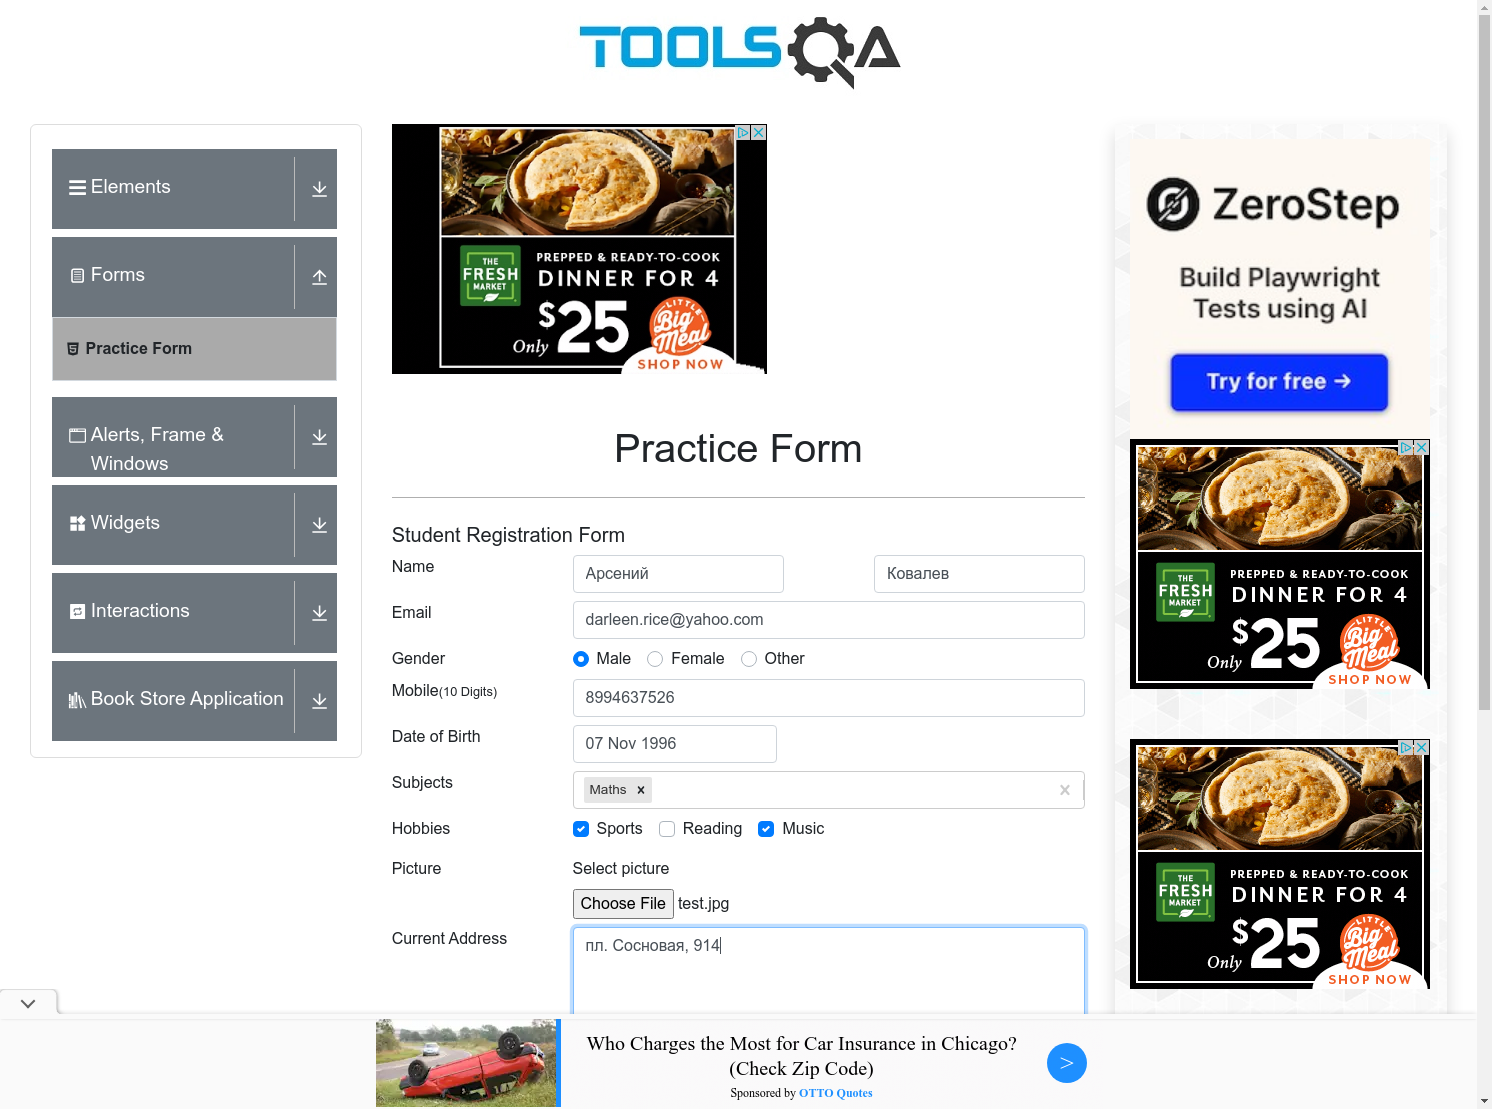 TOOLSQA
Elements
Forms
Practice Form
Alerts, Frame &
Windows
Widgets
Interactions
Book Store Application
PREPPED & READY-TO-COOK
THE
FRESH
MARKET
DINNER FOR 4
Only $25
LITTLE
Big
Meal
SHOP NOW
Practice Form
Student Registration Form
Name
Арсений
Ковалев
Email
darleen.rice@yahoo.com
Gender
Male
Female
Other
Mobile(10 Digits)
8994637526
Date of Birth
07 Nov 1996
Subjects
Maths
Hobbies
Sports
Reading
Music
Picture
Select picture
Choose File test.jpg
Current Address
пл. Сосновая, 914
ZeroStep
Build Playwright
Tests using AI
Try for free →
PREPPED & READY-TO-COOK
THE
FRESH
MARKET
DINNER FOR 4
Only $25
LITTLE
Big
Meal
SHOP NOW
PREPPED & READY-TO-COOK
THE
FRESH
MARKET
DINNER FOR 4
Only $25
LITTLE
Big
Meal
SHOP NOW
Who Charges the Most for Car Insurance in Chicago?
(Check Zip Code)
Sponsored by OTTO Quotes
>